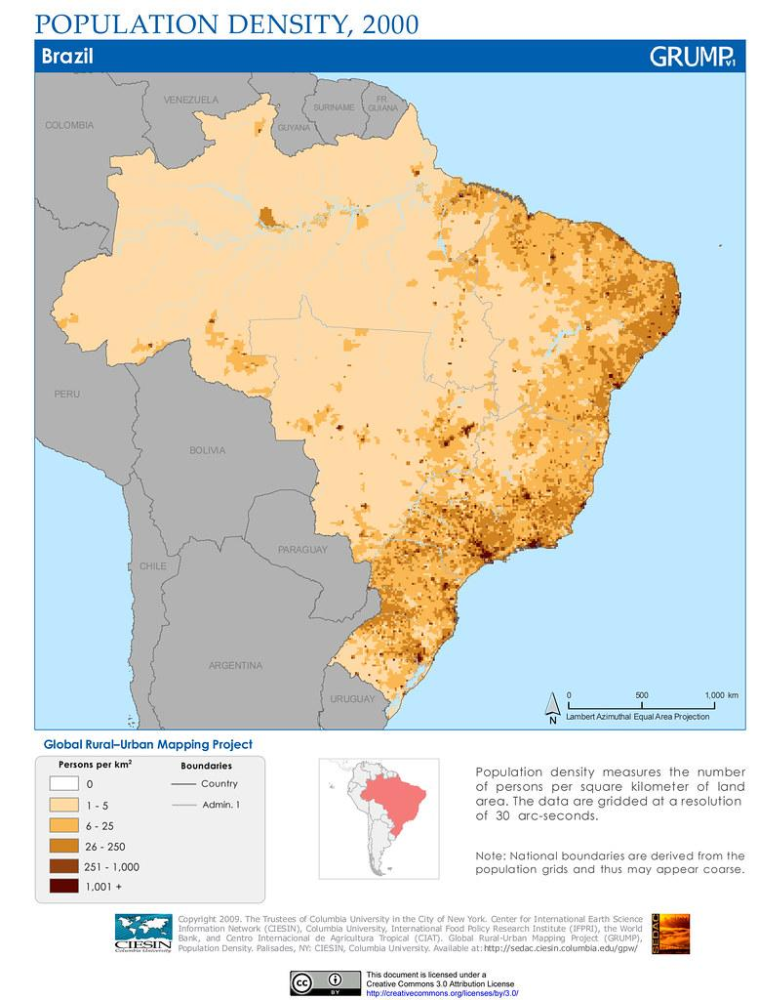 POPULATION DENSITY, 2000
Brazil
GRUMPv1
VENEZUELA
COLOMBIA
GUYANA
SURINAME
FR
GUIANA
PERU
BOLIVIA
PARAGUAY
CHILE
ARGENTINA
URUGUAY
0 500 1,000 km
N
Lambert Azimuthal Equal Area Projection
Global Rural–Urban Mapping Project
Persons per km²
0
1 - 5
6 - 25
26 - 250
251 - 1,000
1,001 +
Boundaries
Country
Admin. 1
Population density measures the number
of persons per square kilometer of land
area. The data are gridded at a resolution
of 30 arc-seconds.
Note: National boundaries are derived from the
population grids and thus may appear coarse.
CIESIN
Columbia University
Copyright 2009. The Trustees of Columbia University in the City of New York. Center for International Earth Science
Information Network (CIESIN), Columbia University, International Food Policy Research Institute (IFPRI), the World
Bank, and Centro Internacional de Agricultura Tropical (CIAT). Global Rural-Urban Mapping Project (GRUMP),
Population Density. Palisades, NY: CIESIN, Columbia University. Available at: http://sedac.ciesin.columbia.edu/gpw/
SEDAC
cc
BY
This document is licensed under a
Creative Commons 3.0 Attribution License
http://creativecommons.org/licenses/by/3.0/